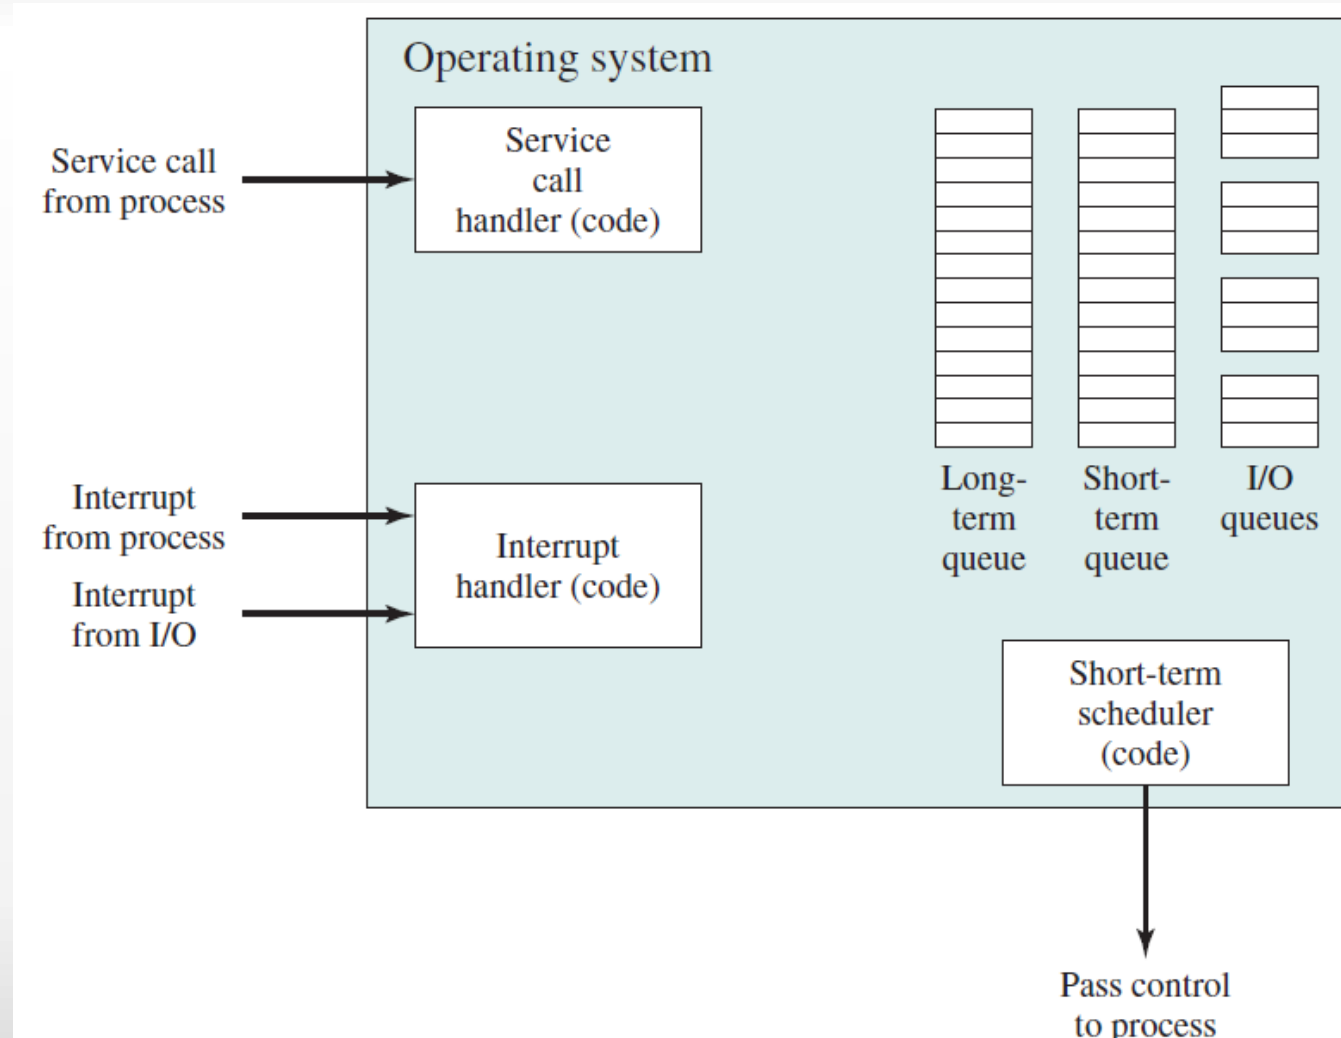 Operating system
Service call
from process
Service
call
handler (code)
Interrupt
from process
Interrupt
from I/O
Interrupt
handler (code)
Long-
term
queue
Short-
term
queue
I/O
queues
Short-term
scheduler
(code)
Pass control
to process